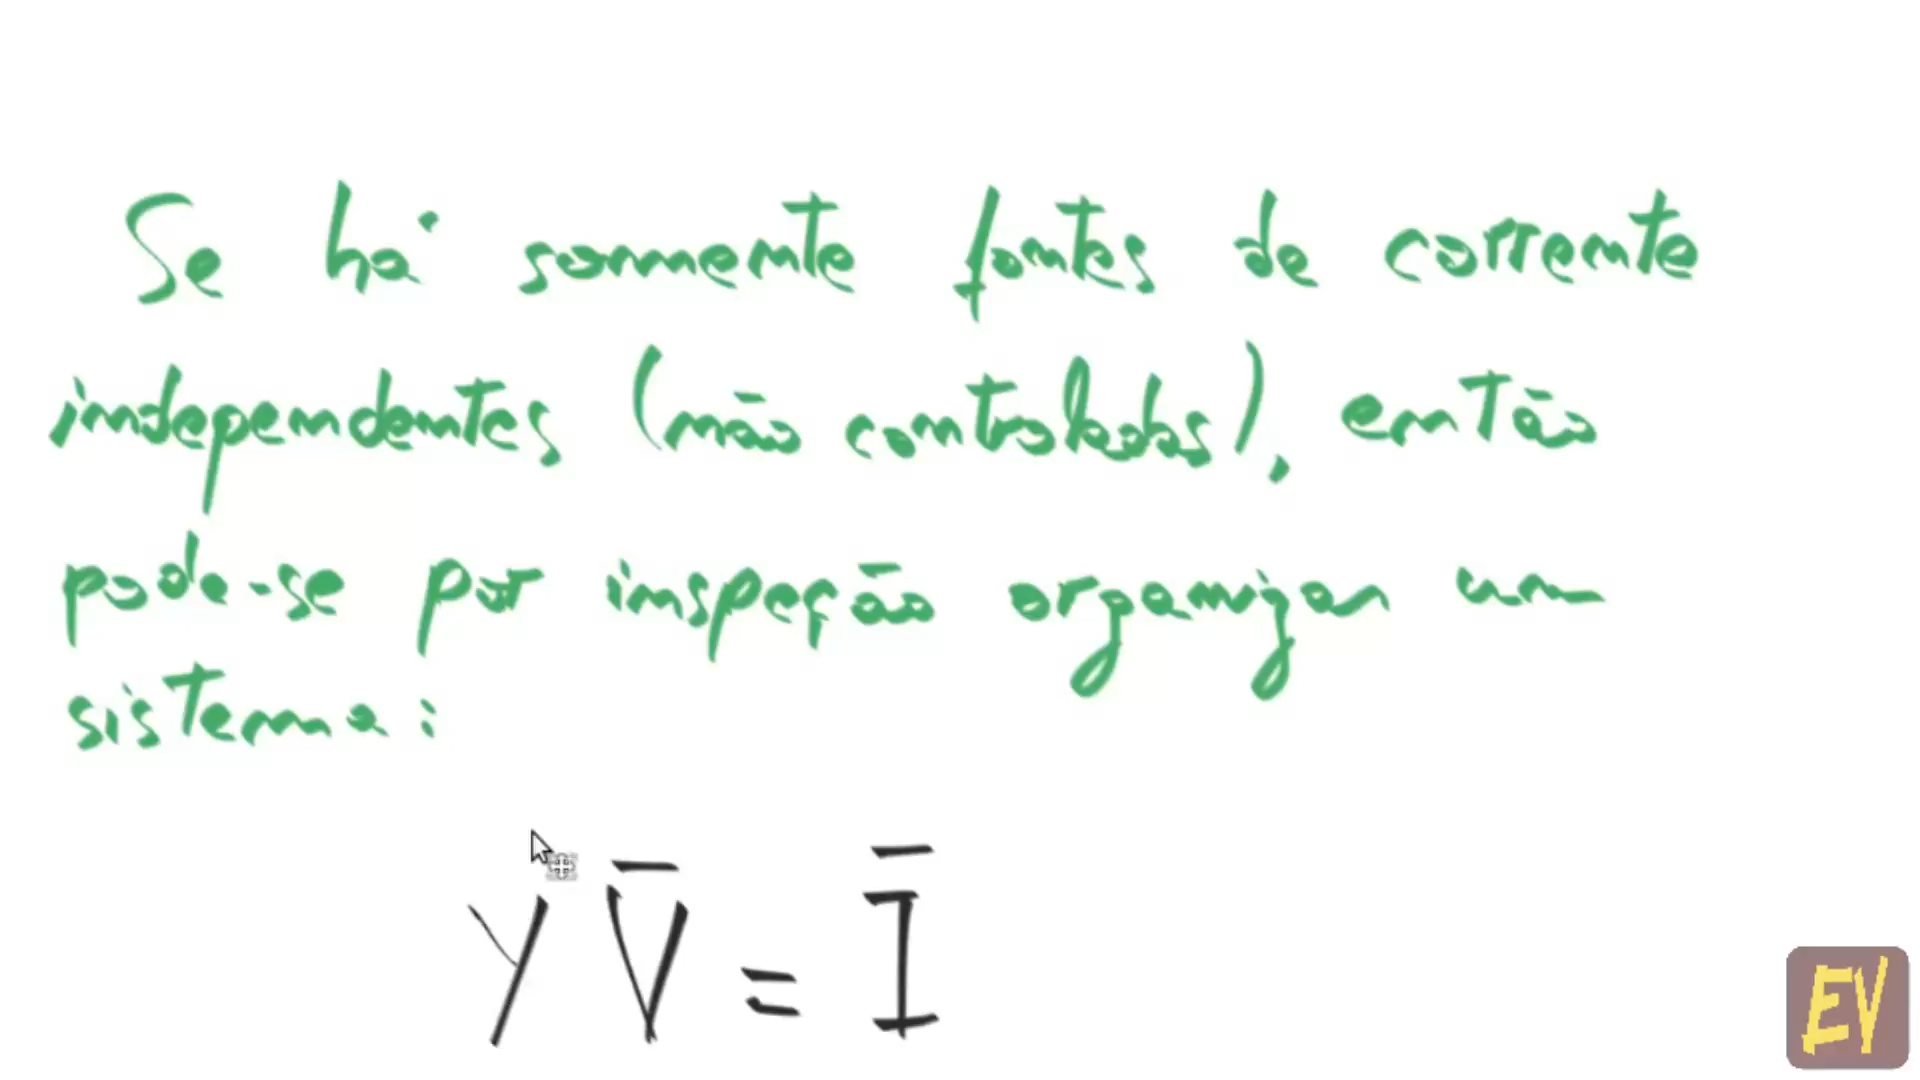 Se há somente fontes de corrente
independentes (não controladas), então
pode-se por inspeção organizar um
sistema:
Y V̅ = I̅
EV